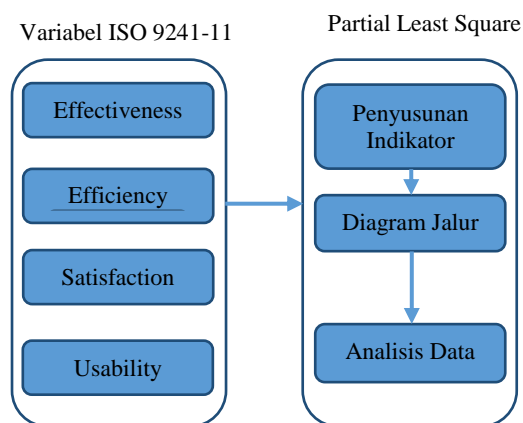 Variabel ISO 9241-11
Effectiveness
Efficiency
Satisfaction
Usability
Partial Least Square
Penyusunan
Indikator
Diagram Jalur
Analisis Data